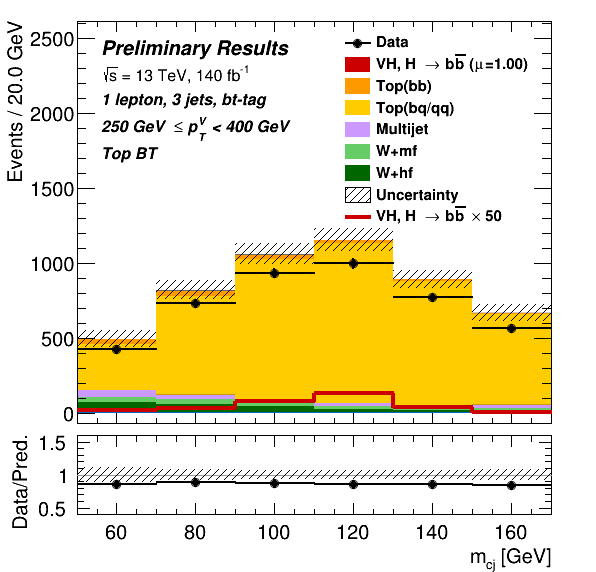 Preliminary Results
√s = 13 TeV, 140 fb⁻¹
1 lepton, 3 jets, bt-tag
250 GeV ≤ p_T^V < 400 GeV
Top BT
Data
VH, H → bb̅ (μ=1.00)
Top(bb)
Top(bq/qq)
Multijet
W+mf
W+hf
Uncertainty
VH, H → bb̅ × 50
Events / 20.0 GeV
2500
2000
1500
1000
500
0
Data/Pred.
1.5
1
0.5
60 80 100 120 140 160
m_cj [GeV]